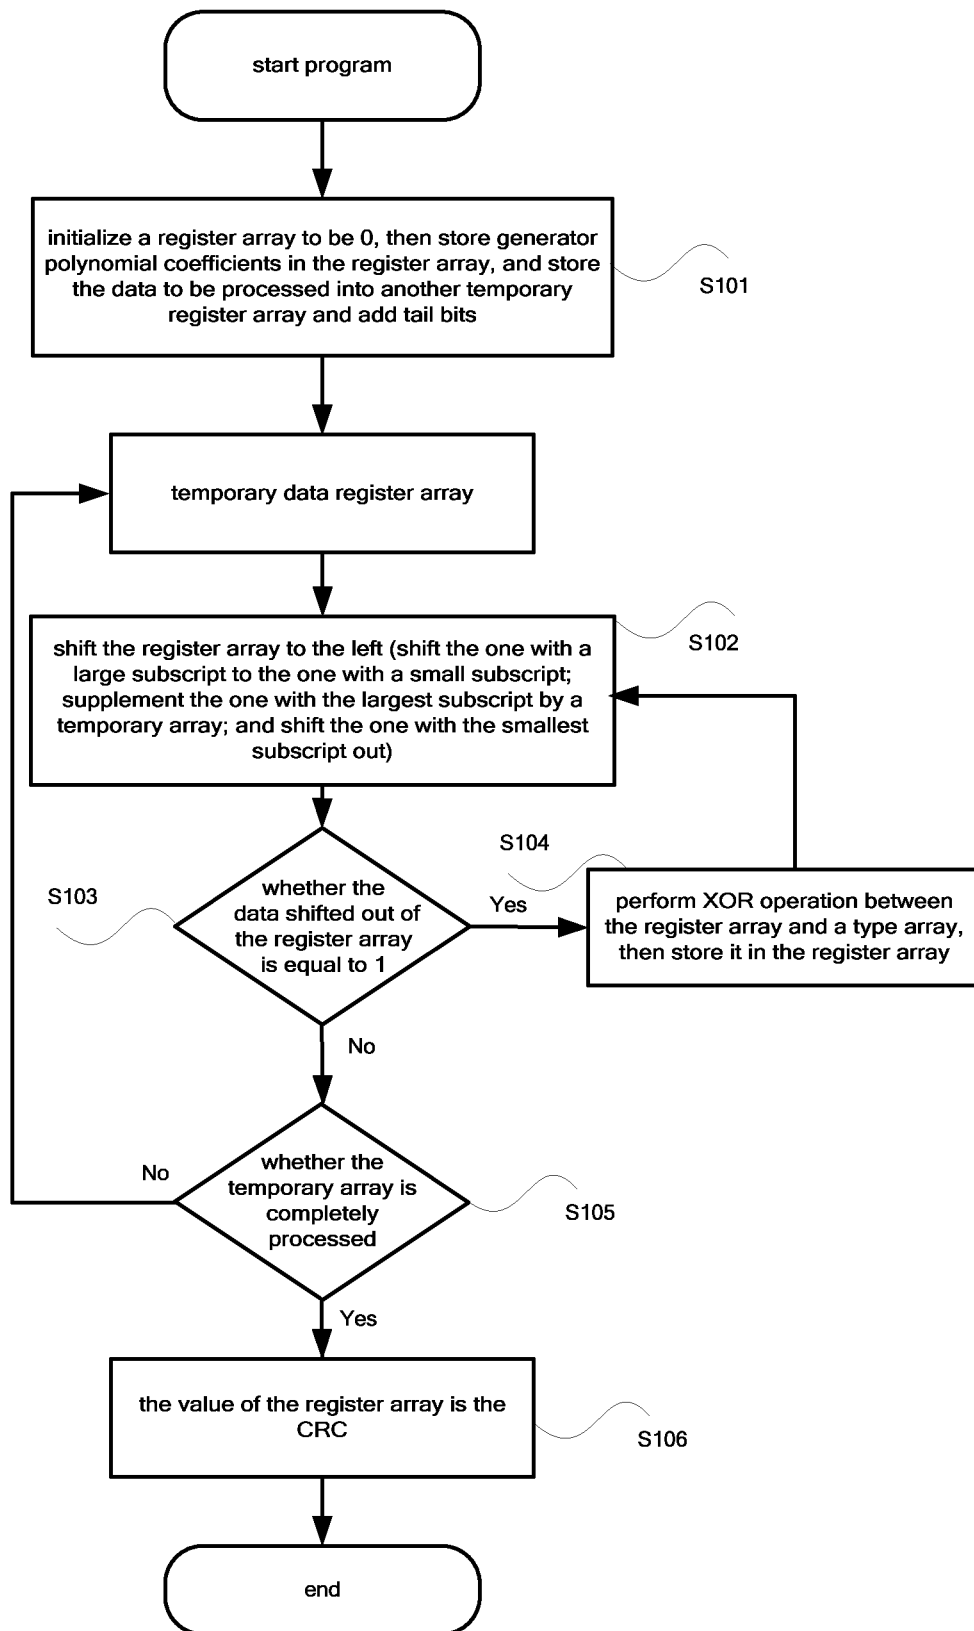 start program
initialize a register array to be 0, then store generator
polynomial coefficients in the register array, and store
the data to be processed into another temporary
register array and add tail bits
S101
temporary data register array
shift the register array to the left (shift the one with a
large subscript to the one with a small subscript;
supplement the one with the largest subscript by a
temporary array; and shift the one with the smallest
subscript out)
S102
whether the
data shifted out of
the register array
is equal to 1
S103
Yes
S104
perform XOR operation between
the register array and a type array,
then store it in the register array
No
whether the
temporary array is
completely
processed
No
S105
Yes
the value of the register array is the
CRC
S106
end